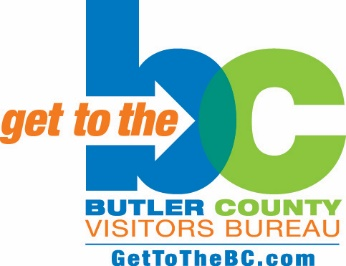 get to the bc
BUTLER COUNTY
VISITORS BUREAU
GetToTheBC.com